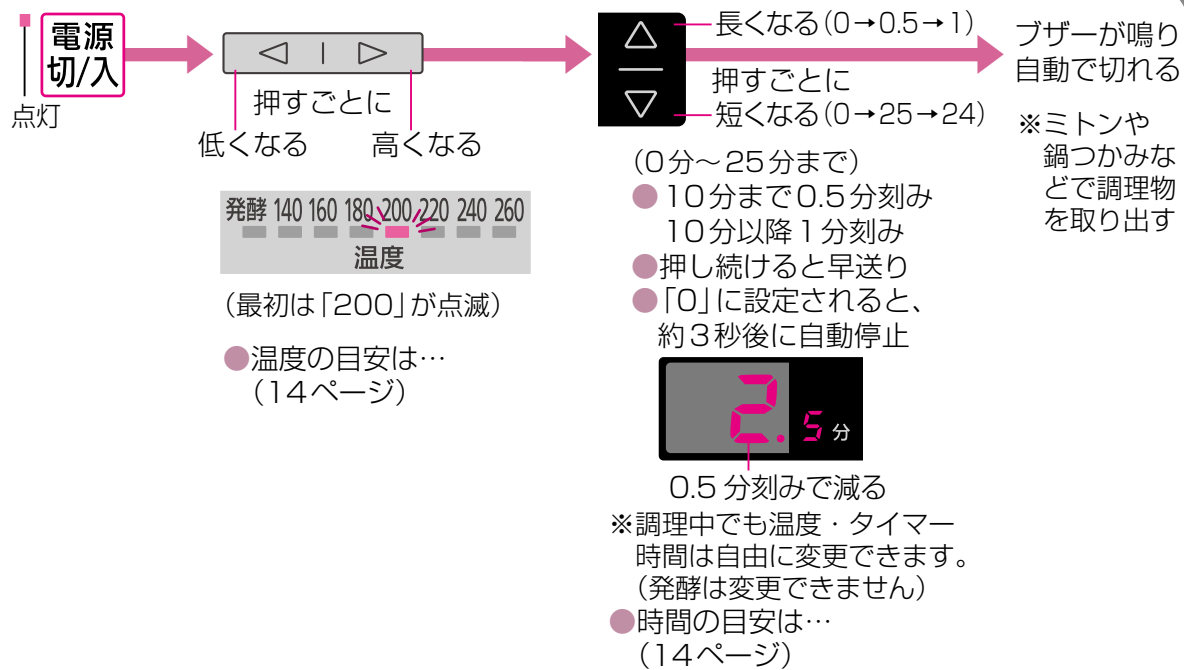 電源
切/入
点灯
押すごとに
低くなる
高くなる
発酵 140 160 180 200 220 240 260
温度
(最初は「200」が点滅)
●温度の目安は…
(14ページ)
長くなる(0→0.5→1)
押すごとに
短くなる(0→25→24)
(0分〜25分まで)
●10分まで0.5分刻み
10分以降1分刻み
●押し続けると早送り
●「0」に設定されると、
約3秒後に自動停止
2.5分
0.5分刻みで減る
※調理中でも温度・タイマー
時間は自由に変更できます。
(発酵は変更できません)
●時間の目安は…
(14ページ)
ブザーが鳴り
自動で切れる
※ミトンや
鍋つかみな
どで調理物
を取り出す